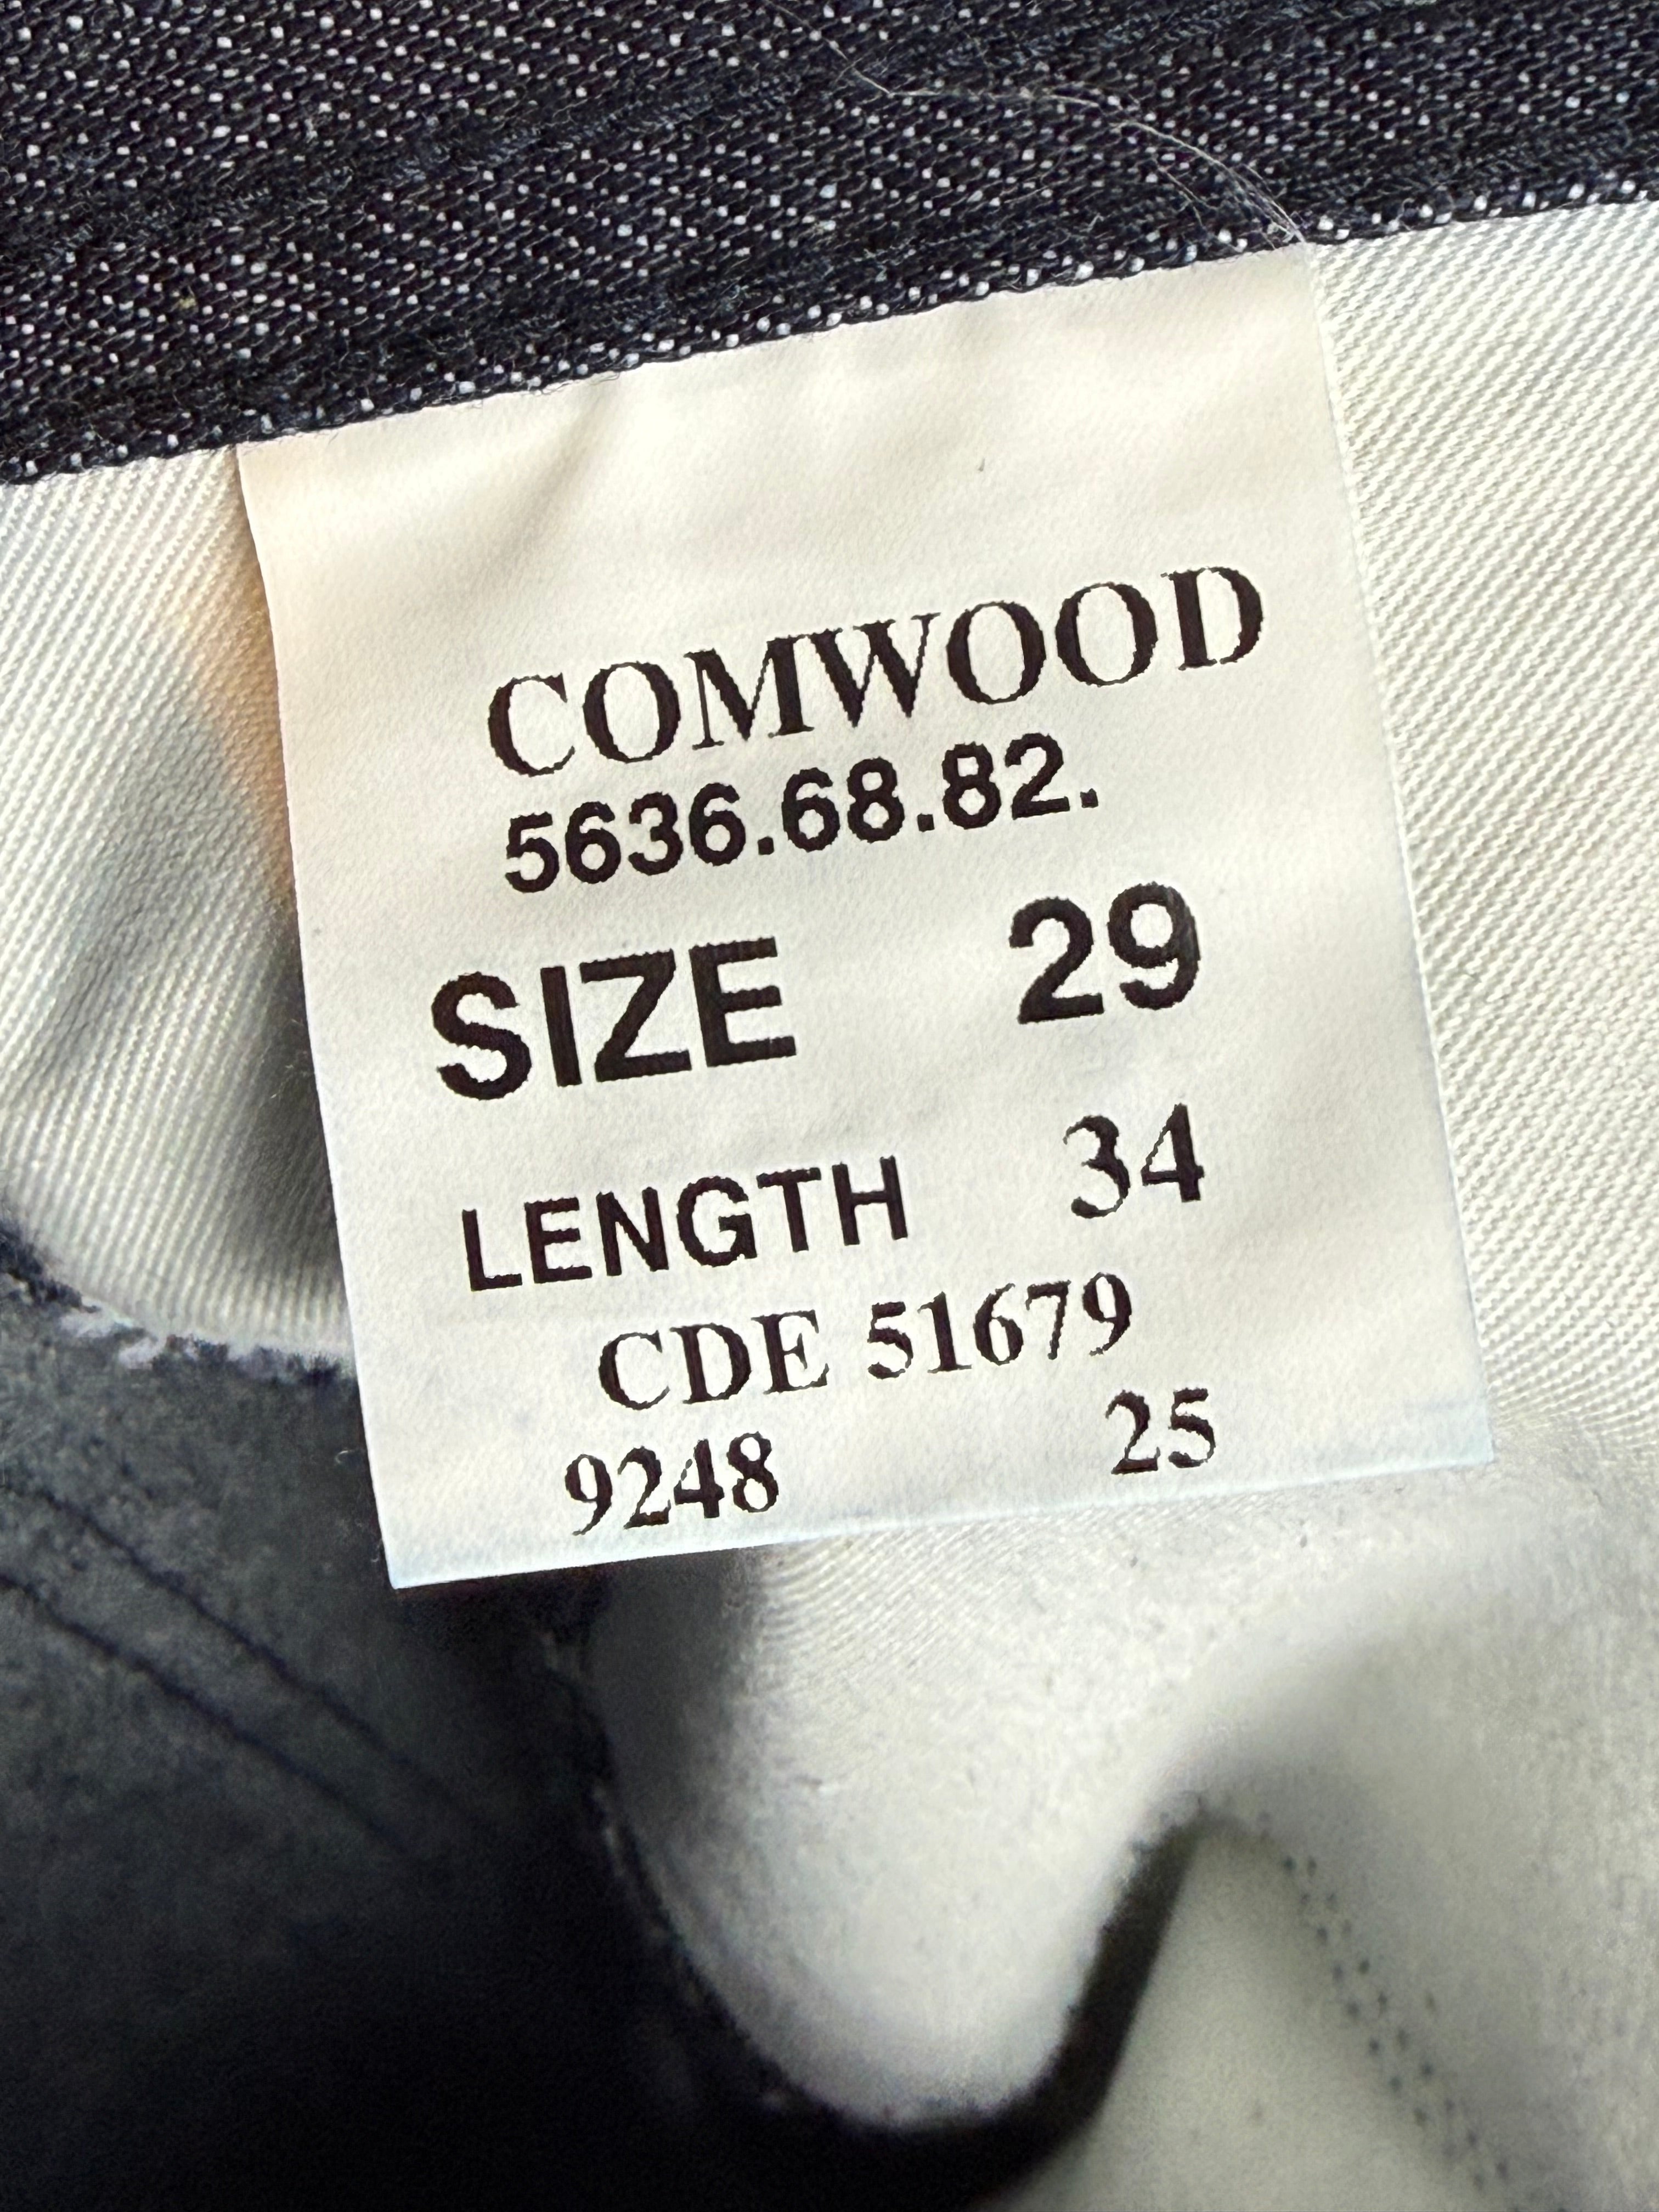 COMWOOD
5636.68.82.
SIZE 29
LENGTH 34
CDE 51679
9248 25